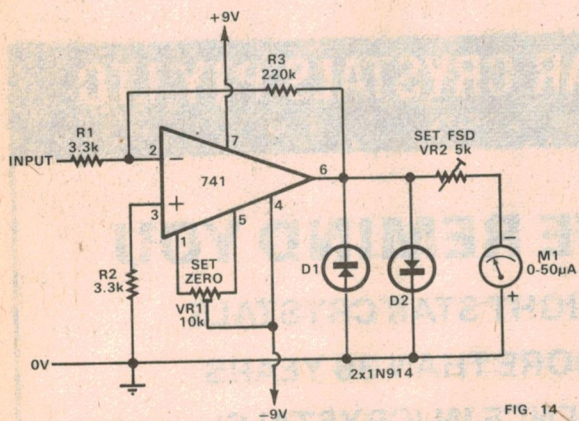 +9V
R3
220k
R1
3.3k
INPUT
2
−
7
741
6
SET FSD
VR2 5k
3
+
1
5
4
−
M1
0-50µA
+
R2
3.3k
SET
ZERO
VR1
10k
D1
D2
0V
2x1N914
−9V
FIG. 14